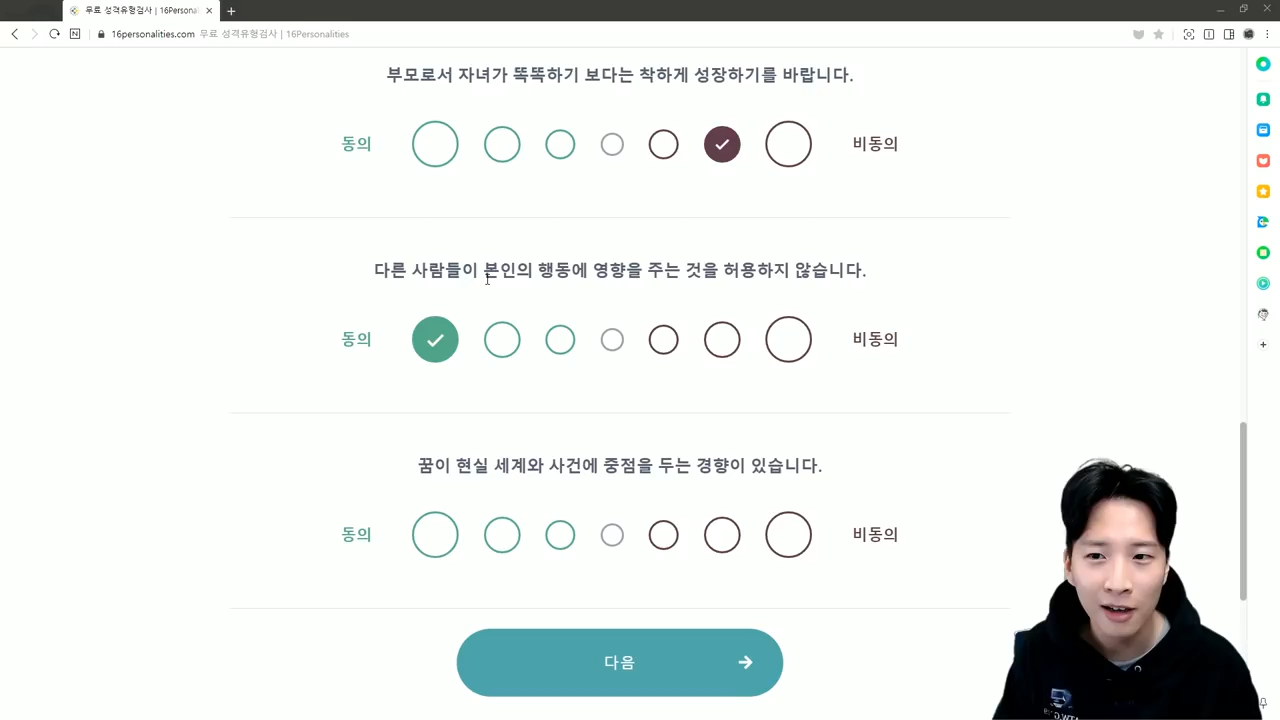 무료 성격유형검사 | 16Persona
16personalities.com 무료 성격유형검사 | 16Personalities
부모로서 자녀가 똑똑하기 보다는 착하게 성장하기를 바랍니다.
동의 비동의
다른 사람들이 본인의 행동에 영향을 주는 것을 허용하지 않습니다.
동의 비동의
꿈이 현실 세계와 사건에 중점을 두는 경향이 있습니다.
동의 비동의
다음